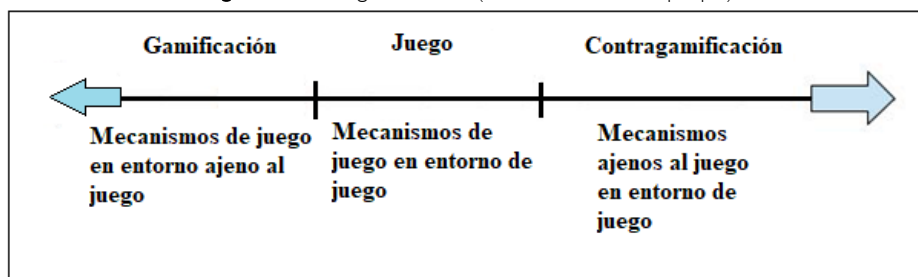 Gamificación
Juego
Contragamificación
Mecanismos de juego
en entorno ajeno al
juego
Mecanismos de
juego en entorno de
juego
Mecanismos
ajenos al juego
en entorno de
juego